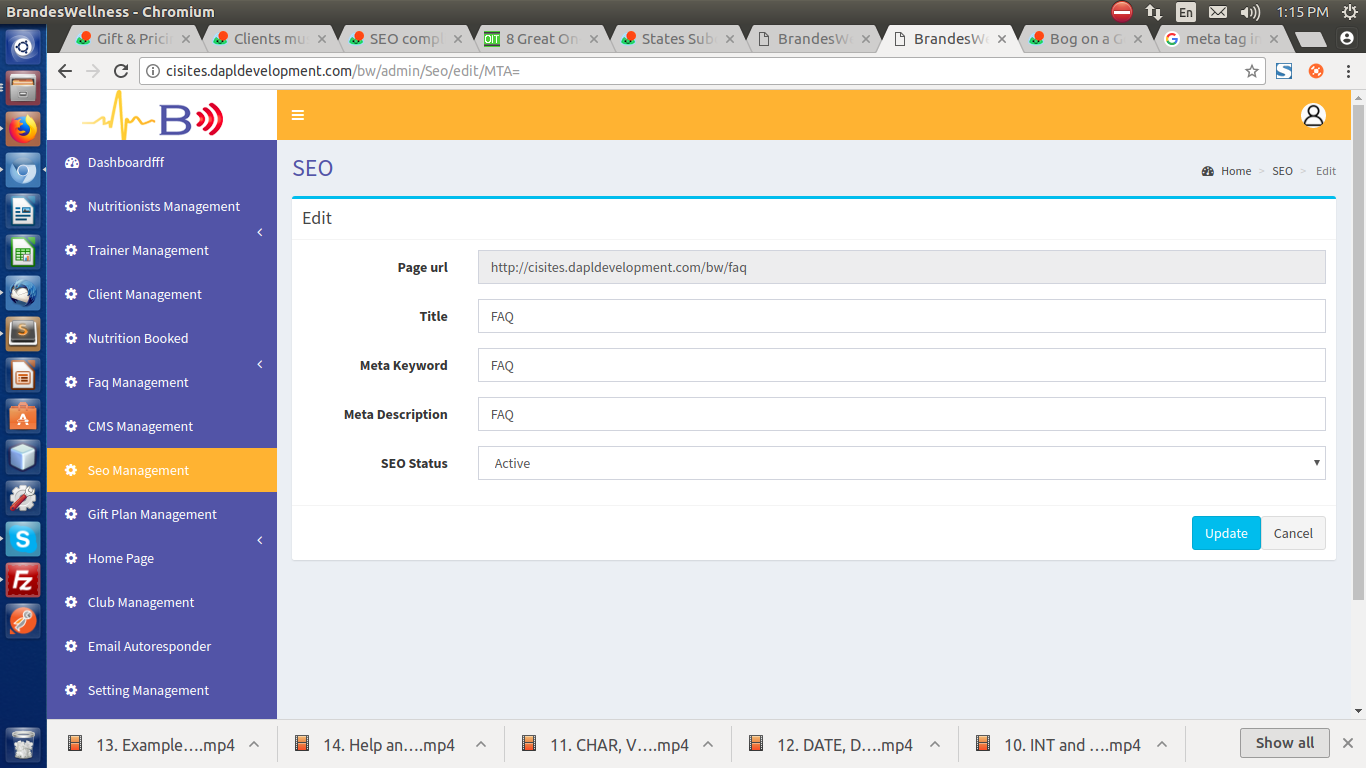 BrandesWellness - Chromium
En
1:15 PM
Gift & Prici
Clients mu
SEO compl
OIT
8 Great On
States Sub
BrandesWe
BrandesWe
Bog on a Ge
meta tag in
cisites.dapldevelopment.com/bw/admin/Seo/edit/MTA=
B
Dashboardfff
Nutritionists Management
Trainer Management
Client Management
Nutrition Booked
Faq Management
CMS Management
Seo Management
Gift Plan Management
Home Page
Club Management
Email Autoresponder
Setting Management
SEO
Home > SEO > Edit
Edit
Page url
http://cisites.dapldevelopment.com/bw/faq
Title
FAQ
Meta Keyword
FAQ
Meta Description
FAQ
SEO Status
Active
Update
Cancel
13. Example….mp4
14. Help an….mp4
11. CHAR, V….mp4
12. DATE, D….mp4
10. INT and ….mp4
Show all